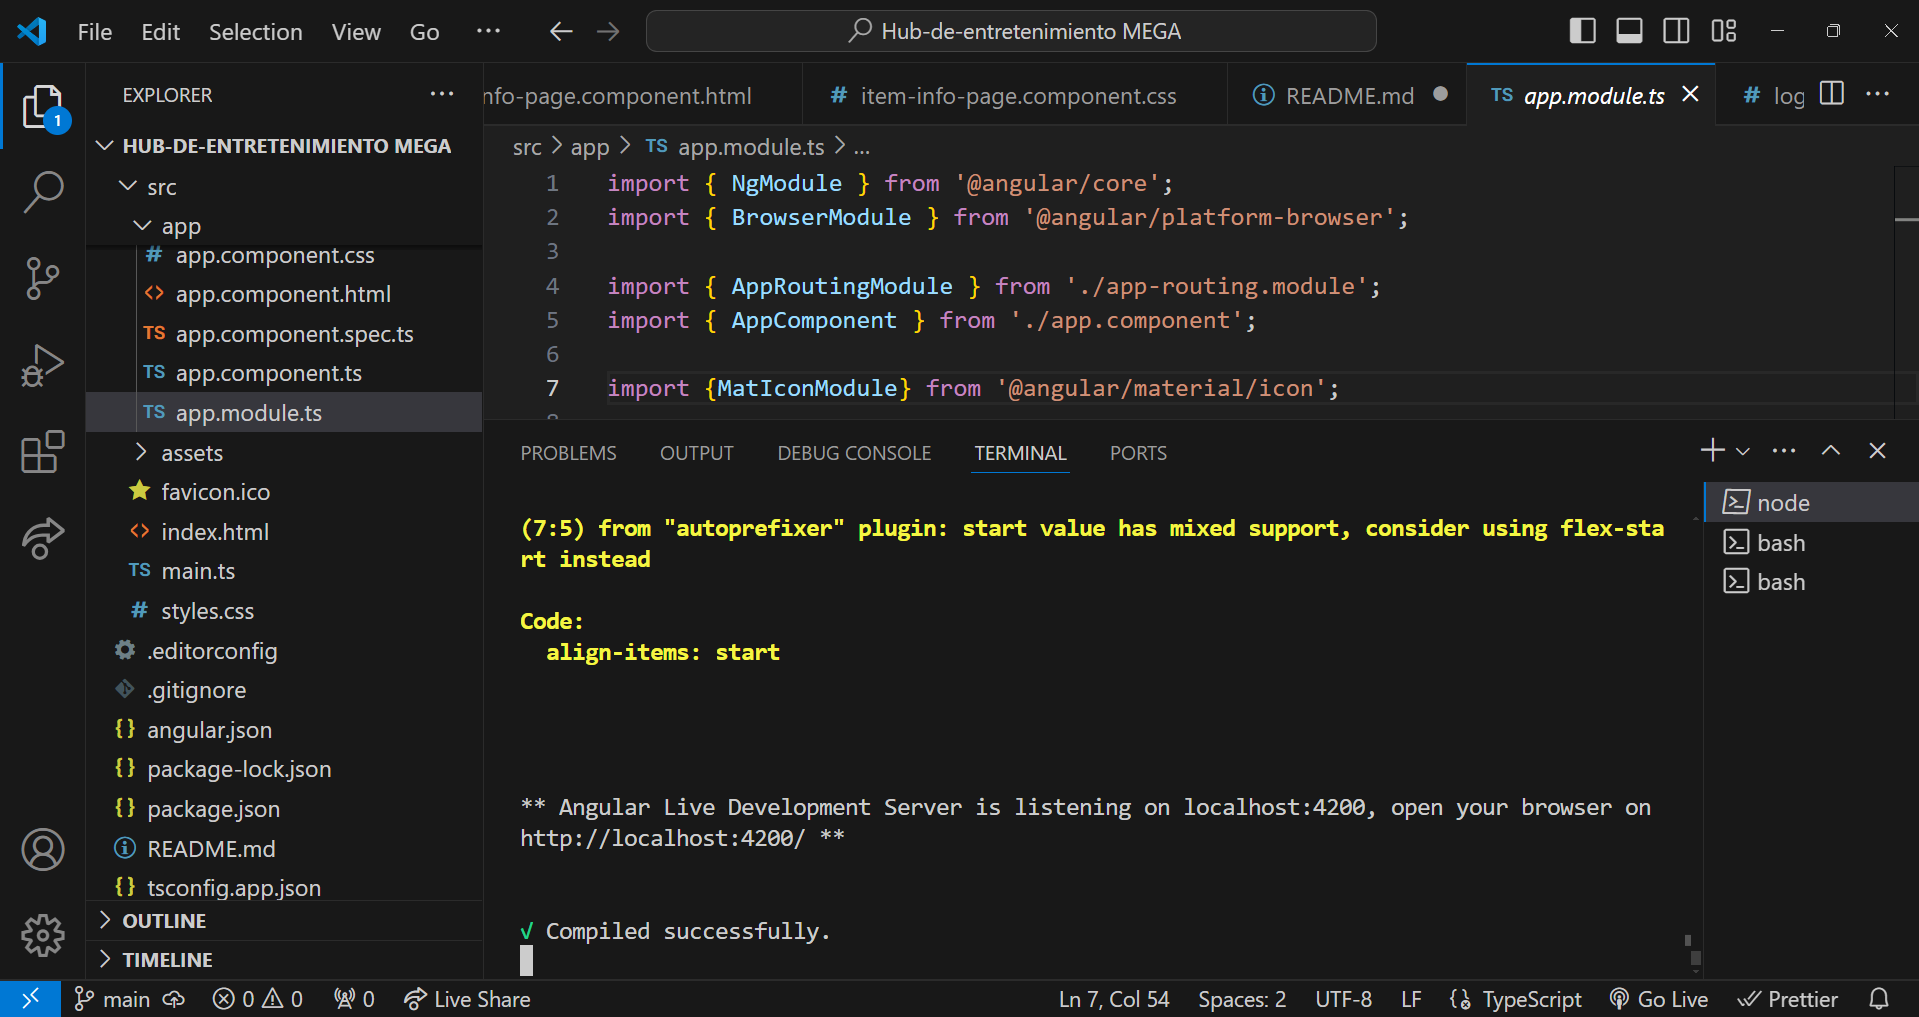 File Edit Selection View Go ···
Hub-de-entretenimiento MEGA
EXPLORER
1
HUB-DE-ENTRETENIMIENTO MEGA
src
app
# app.component.css
<> app.component.html
TS app.component.spec.ts
TS app.component.ts
TS app.module.ts
assets
favicon.ico
<> index.html
TS main.ts
# styles.css
.editorconfig
.gitignore
{} angular.json
{} package-lock.json
{} package.json
README.md
{} tsconfig.app.json
OUTLINE
TIMELINE
nfo-page.component.html
# item-info-page.component.css
README.md
TS app.module.ts
# log
src > app > TS app.module.ts > ...
1 import { NgModule } from '@angular/core';
2 import { BrowserModule } from '@angular/platform-browser';
3
4 import { AppRoutingModule } from './app-routing.module';
5 import { AppComponent } from './app.component';
6
7 import {MatIconModule} from '@angular/material/icon';
PROBLEMS OUTPUT DEBUG CONSOLE TERMINAL PORTS
(7:5) from "autoprefixer" plugin: start value has mixed support, consider using flex-sta
rt instead
Code:
align-items: start
** Angular Live Development Server is listening on localhost:4200, open your browser on
http://localhost:4200/ **
√ Compiled successfully.
node
bash
bash
main 0 0 0 Live Share
Ln 7, Col 54 Spaces: 2 UTF-8 LF TypeScript Go Live Prettier